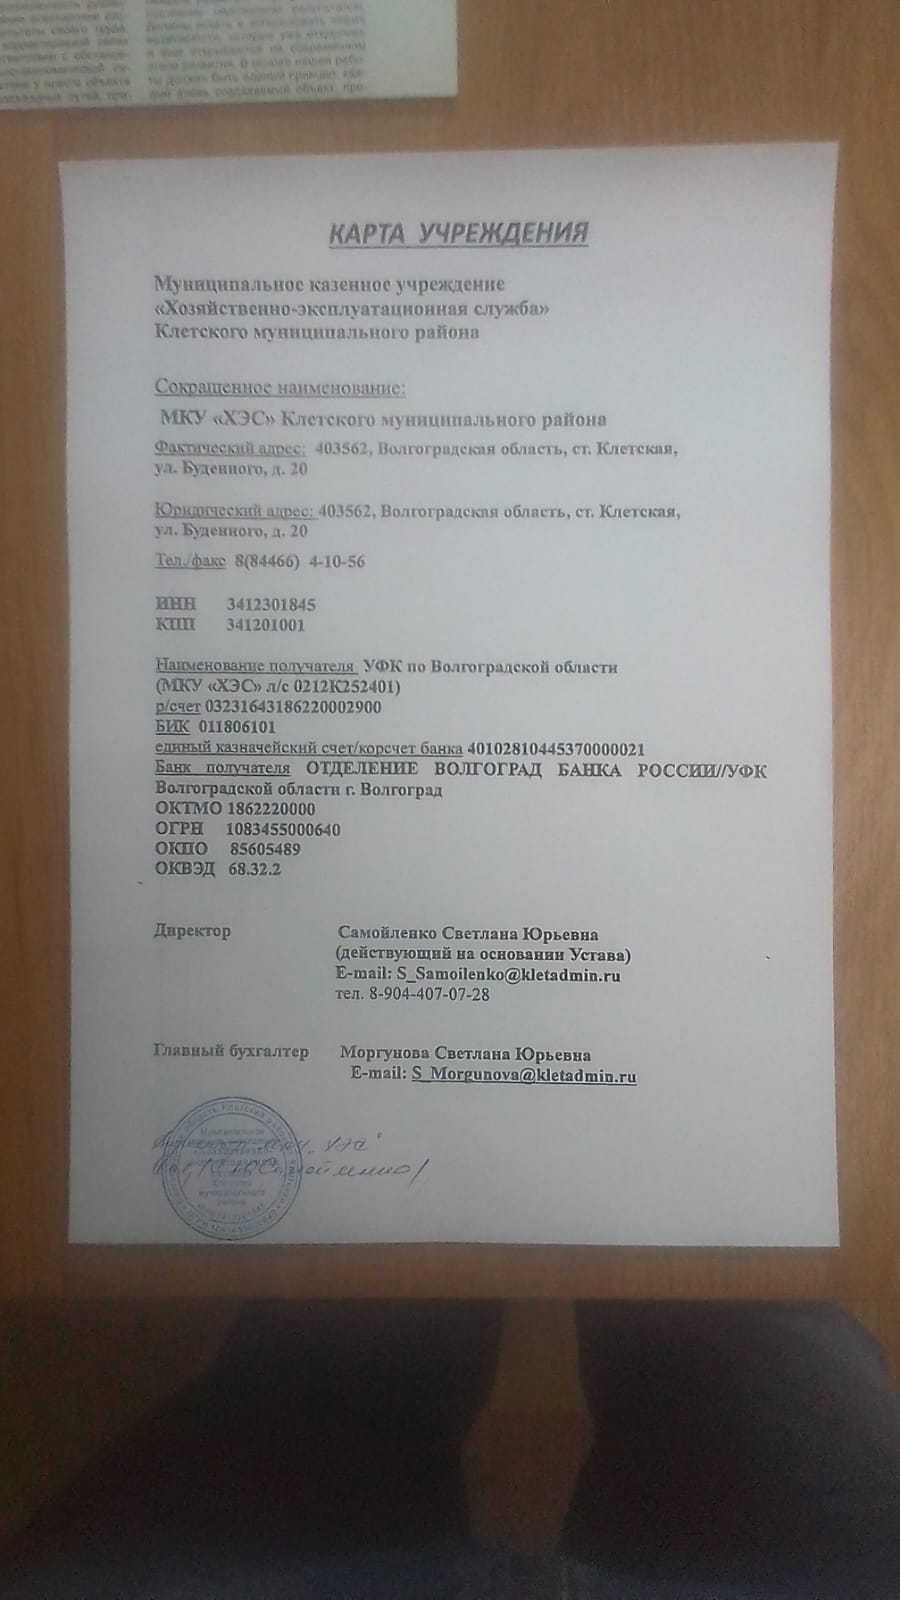 КАРТА УЧРЕЖДЕНИЯ
Муниципальное казенное учреждение
«Хозяйственно-эксплуатационная служба»
Клетского муниципального района
Сокращенное наименование:
МКУ «ХЭС» Клетского муниципального района
Фактический адрес: 403562, Волгоградская область, ст. Клетская,
ул. Буденного, д. 20
Юридический адрес: 403562, Волгоградская область, ст. Клетская,
ул. Буденного, д. 20
Тел./факс 8(84466) 4-10-56
ИНН 3412301845
КПП 341201001
Наименование получателя УФК по Волгоградской области
(МКУ «ХЭС» л/с 0212К252401)
р/счет 03231643186220002900
БИК 011806101
единый казначейский счет/корсчет банка 40102810445370000021
Банк получателя ОТДЕЛЕНИЕ ВОЛГОГРАД БАНКА РОССИИ//УФК
Волгоградской области г. Волгоград
ОКТМО 1862220000
ОГРН 1083455000640
ОКПО 85605489
ОКВЭД 68.32.2
Директор Самойленко Светлана Юрьевна
(действующий на основании Устава)
E-mail: S_Samoilenko@kletadmin.ru
тел. 8-904-407-07-28
Главный бухгалтер Моргунова Светлана Юрьевна
E-mail: S_Morgunova@kletadmin.ru